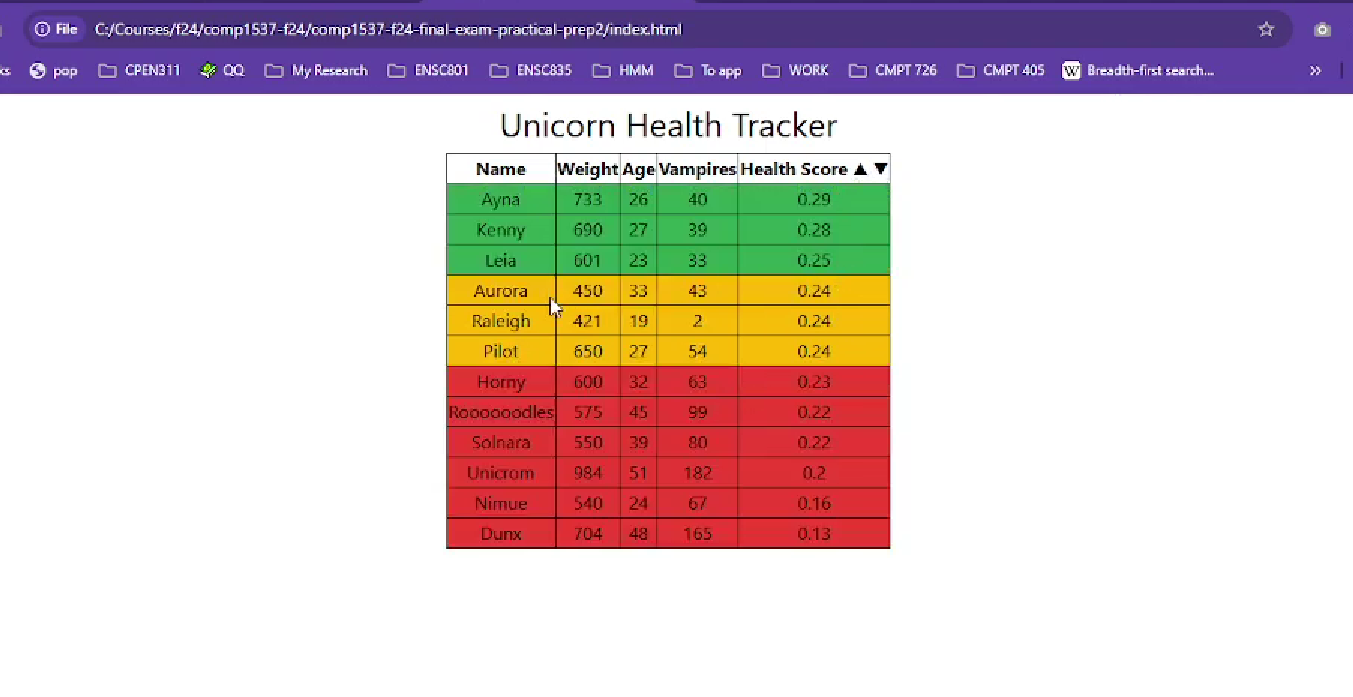 File C:/Courses/f24/comp1537-f24/comp1537-f24-final-exam-practical-prep2/index.html
ks pop CPEN311 QQ My Research ENSC801 ENSC835 HMM To app WORK CMPT 726 CMPT 405 W Breadth-first search... »
Unicorn Health Tracker
Name Weight Age Vampires Health Score ▲ ▼
Ayna 733 26 40 0.29
Kenny 690 27 39 0.28
Leia 601 23 33 0.25
Aurora 450 33 43 0.24
Raleigh 421 19 2 0.24
Pilot 650 27 54 0.24
Horny 600 32 63 0.23
Roooooodles 575 45 99 0.22
Solnara 550 39 80 0.22
Unicrom 984 51 182 0.2
Nimue 540 24 67 0.16
Dunx 704 48 165 0.13